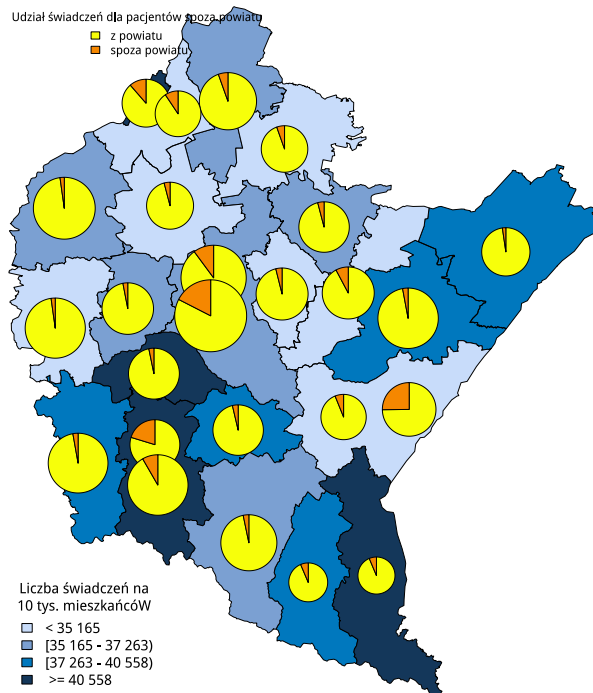 Udział świadczeń dla pacjentów spoza powiatu
z powiatu
spoza powiatu
Liczba świadczeń na
10 tys. mieszkańcóW
< 35 165
[35 165 - 37 263)
[37 263 - 40 558)
>= 40 558